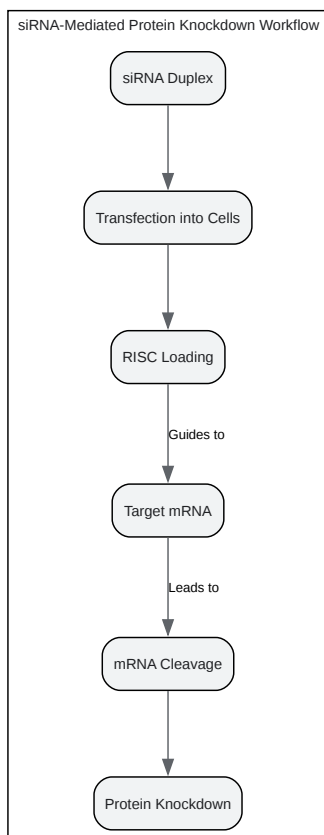 siRNA-Mediated Protein Knockdown Workflow
siRNA Duplex
Transfection into Cells
RISC Loading
Guides to
Target mRNA
Leads to
mRNA Cleavage
Protein Knockdown